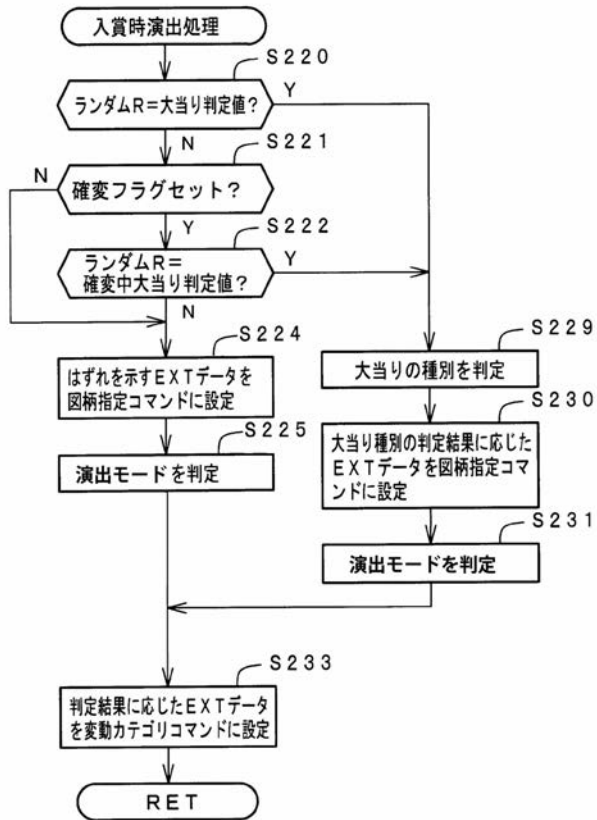 入賞時演出処理
S220
ランダムR=大当り判定値?
Y
N
S221
確変フラグセット?
N
Y
S222
ランダムR=
確変中大当り判定値?
Y
N
S224
はずれを示すEXTデータを
図柄指定コマンドに設定
S225
演出モードを判定
S229
大当りの種別を判定
S230
大当り種別の判定結果に応じた
EXTデータを図柄指定コマ
ンドに設定
S231
演出モードを判定
S233
判定結果に応じたEXTデータ
を変動カテゴリコマンドに設定
RET